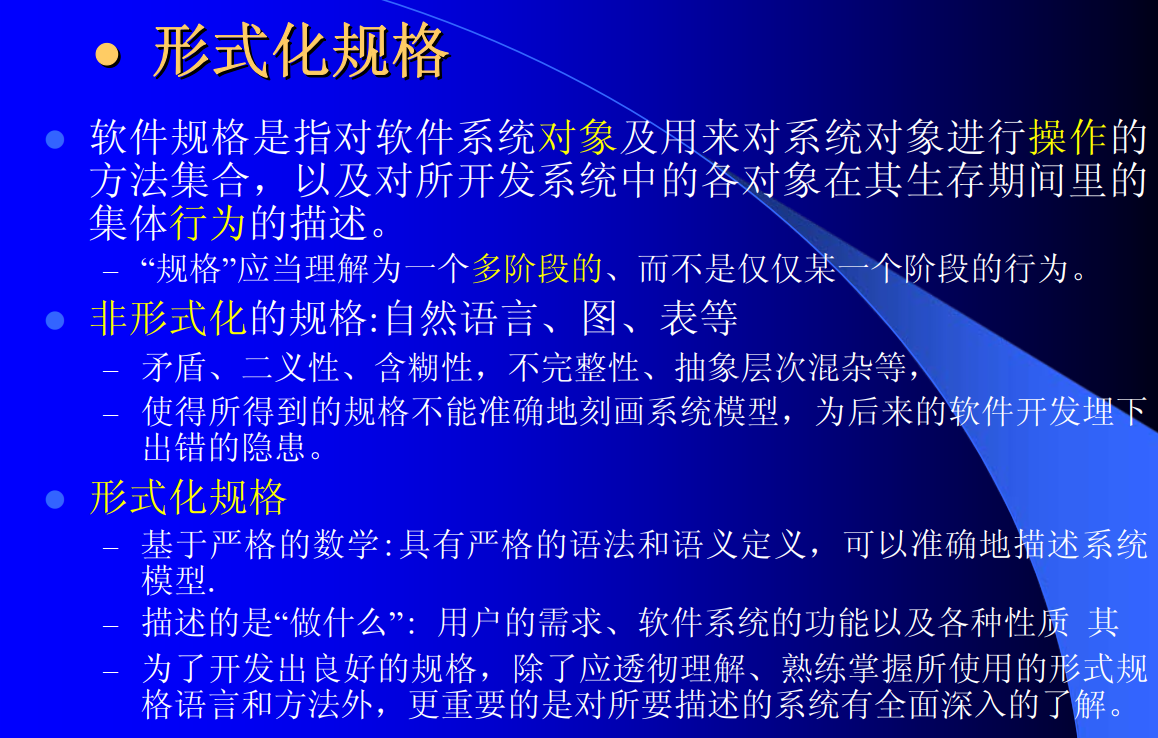 • 形式化规格
• 软件规格是指对软件系统对象及用来对系统对象进行操作的
方法集合，以及对所开发系统中的各对象在其生存期间里的
集体行为的描述。
– “规格”应当理解为一个多阶段的、而不是仅仅某一个阶段的行为。
• 非形式化的规格:自然语言、图、表等
– 矛盾、二义性、含糊性，不完整性、抽象层次混杂等，
– 使得所得到的规格不能准确地刻画系统模型，为后来的软件开发埋下
出错的隐患。
• 形式化规格
– 基于严格的数学:具有严格的语法和语义定义，可以准确地描述系统
模型.
– 描述的是“做什么”: 用户的需求、软件系统的功能以及各种性质 其
– 为了开发出良好的规格，除了应透彻理解、熟练掌握所使用的形式规
格语言和方法外，更重要的是对所要描述的系统有全面深入的了解。